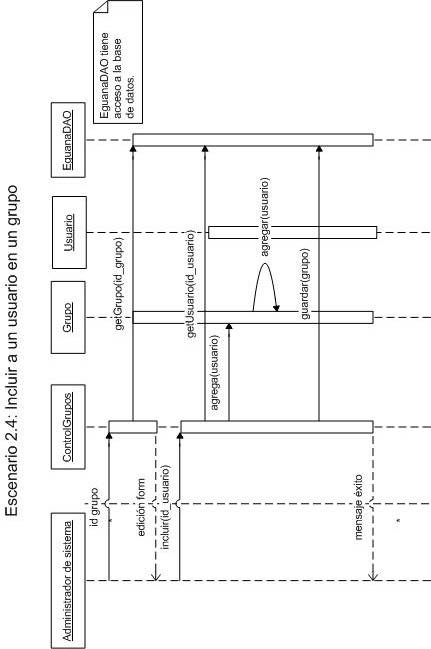 Escenario 2.4: Incluir a un usuario en un grupo
Administrador de sistema
ControlGrupos
Grupo
Usuario
EguanaDAO
EguanaDAO tiene
acceso a la base
de datos.
id grupo
*
getGrupo(id_grupo)
edición form
incluir(id_usuario)
getUsuario(id_usuario)
agrega(usuario)
agregar(usuario)
guardar(grupo)
mensaje éxito
*